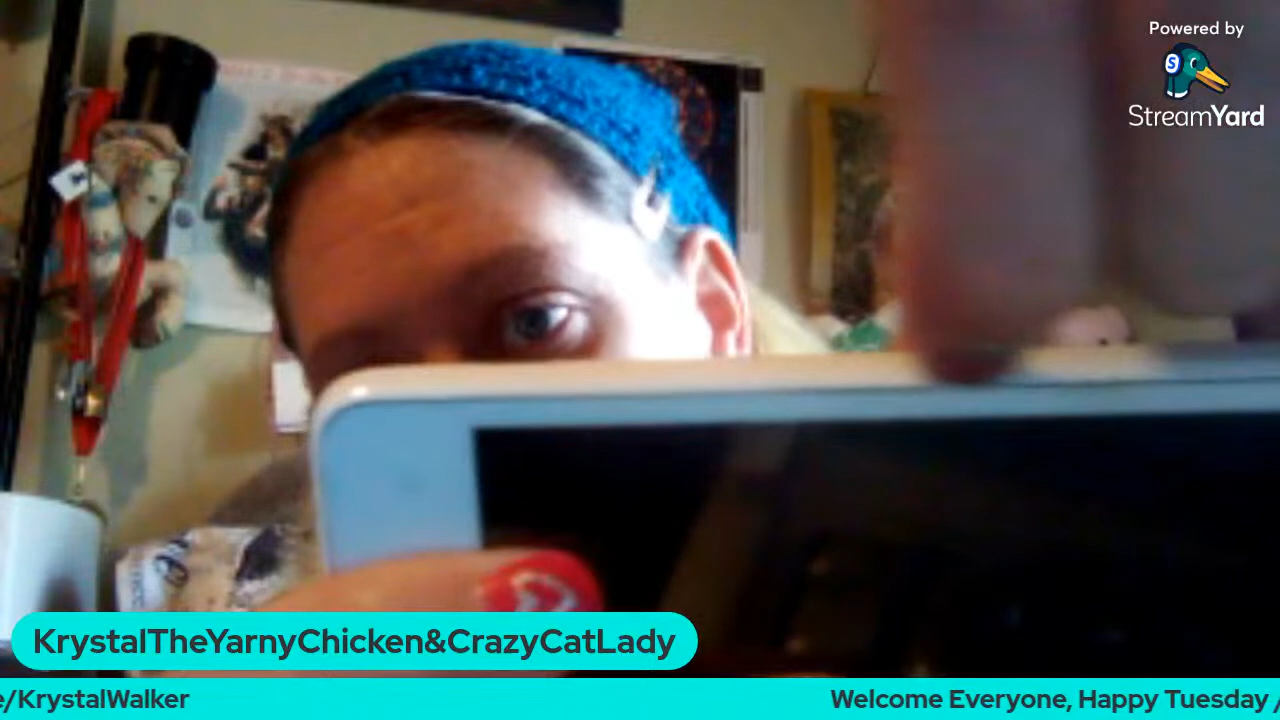 Powered by
StreamYard
KrystalTheYarnyChicken&CrazyCatLady
e/KrystalWalker
Welcome Everyone, Happy Tuesday /